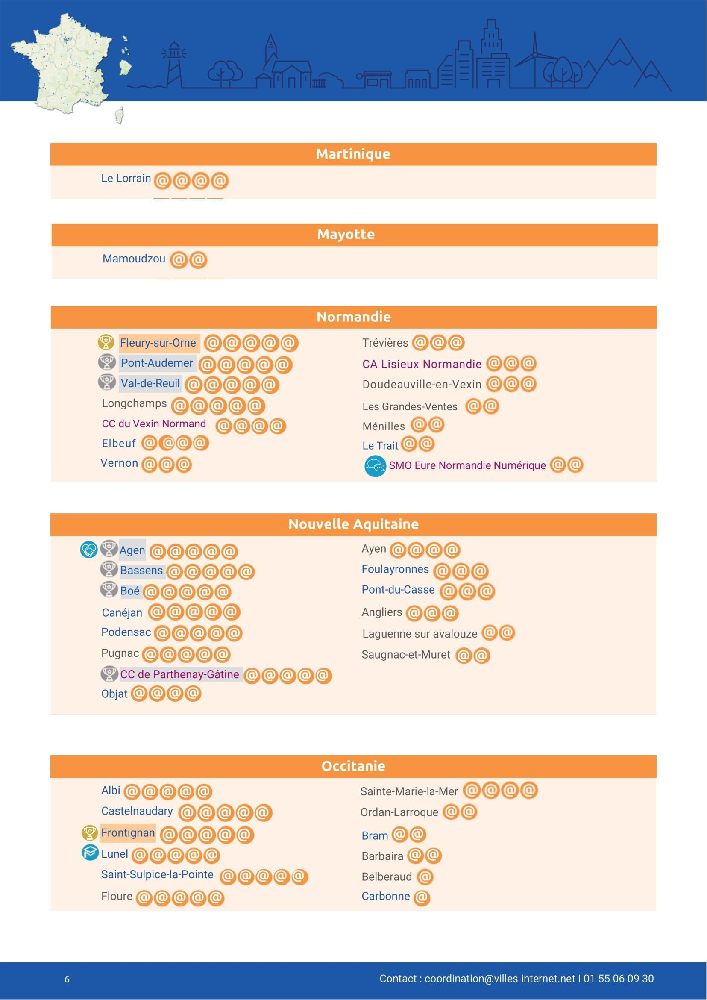 Martinique
Le Lorrain @ @ @ @
Mayotte
Mamoudzou @ @
Normandie
Fleury-sur-Orne @ @ @ @ @
Pont-Audemer @ @ @ @ @
Val-de-Reuil @ @ @ @ @
Longchamps @ @ @ @ @
CC du Vexin Normand @ @ @ @
Elbeuf @ @ @ @
Vernon @ @ @
Trévières @ @ @
CA Lisieux Normandie @ @ @
Doudeauville-en-Vexin @ @ @
Les Grandes-Ventes @ @
Ménilles @ @
Le Trait @ @
SMO Eure Normandie Numérique @ @
Nouvelle Aquitaine
Agen @ @ @ @ @
Bassens @ @ @ @ @
Boé @ @ @ @ @
Canéjan @ @ @ @ @
Podensac @ @ @ @ @
Pugnac @ @ @ @ @
CC de Parthenay-Gâtine @ @ @ @ @
Objat @ @ @ @
Ayen @ @ @ @
Foulayronnes @ @ @
Pont-du-Casse @ @ @
Angliers @ @ @
Laguenne sur avalouze @ @
Saugnac-et-Muret @ @
Occitanie
Albi @ @ @ @ @
Castelnaudary @ @ @ @ @
Frontignan @ @ @ @ @
Lunel @ @ @ @ @
Saint-Sulpice-la-Pointe @ @ @ @ @
Floure @ @ @ @ @
Sainte-Marie-la-Mer @ @ @ @
Ordan-Larroque @ @
Bram @ @
Barbaira @ @
Belberaud @
Carbonne @
6
Contact : coordination@villes-internet.net I 01 55 06 09 30